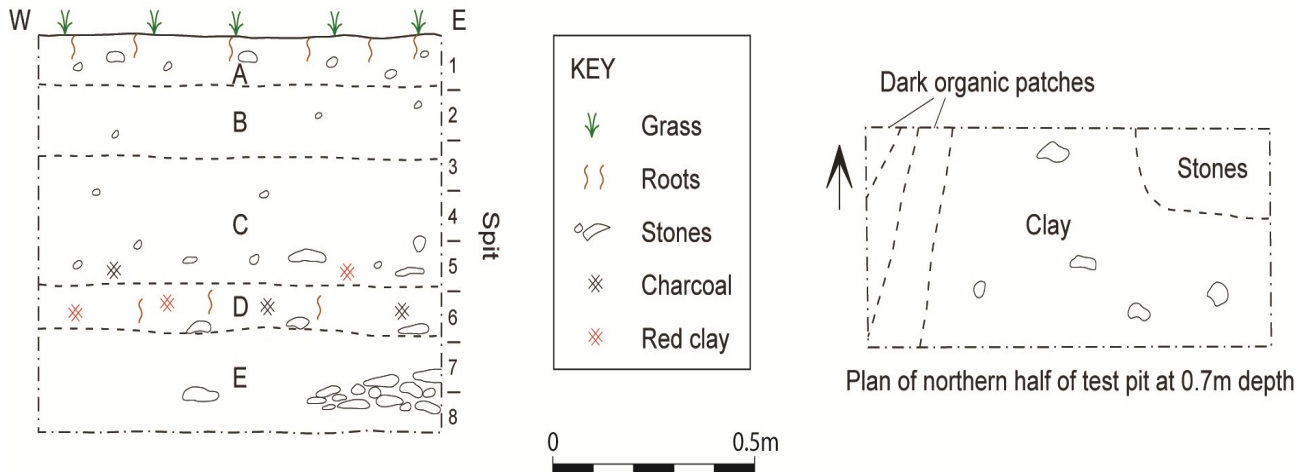 W
E
A
B
C
D
E
1
2
3
4
5
6
7
8
Spit
KEY
Grass
Roots
Stones
Charcoal
Red clay
0
0.5m
Dark organic patches
Stones
Clay
Plan of northern half of test pit at 0.7m depth